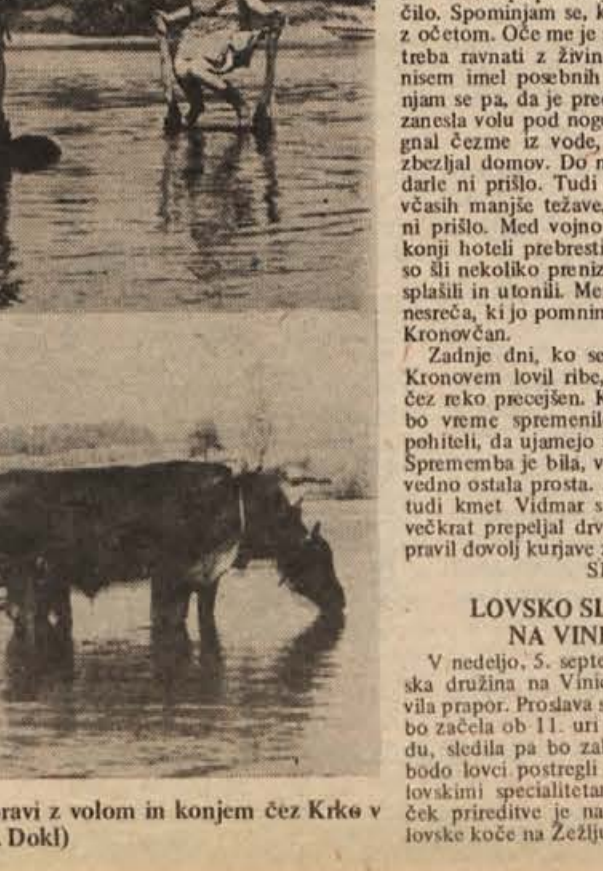 čilo. Spominjam se, k
z očetom. Oče me je
treba ravnati z živin
nisem imel posebnih
njam se pa, da je pre
zanesla volu pod nog
gnal čezme iz vode,
zbezljal domov. Do n
darle ni prišlo. Tudi
včasih manjše težave
ni prišlo. Med vojno
konji hoteli prebresti
so šli nekoliko preniz
splašili in utonili. Me
nesreča, ki jo pomnim
Kronovčan.
Zadnje dni, ko se
Kronovem lovil ribe,
čez reko precejšen. K
bo vreme spremenil
pohiteli, da ujamejo
Sprememba je bila, v
vedno ostala prosta.
tudi kmet Vidmar s
večkrat prepeljal drv
pravil dovolj kurjave z
SI
LOVSKO SL
NA VINI
V nedeljo, 5. septe
ska družina na Vinic
vila prapor. Proslava s
bo začela ob 11. uri
du, sledila pa bo zal
bodo lovci postregli
lovskimi specialitetan
ček prireditve je na
lovske koče na Žežlju
ravi z volom in konjem čez Krko v
. Dokl)